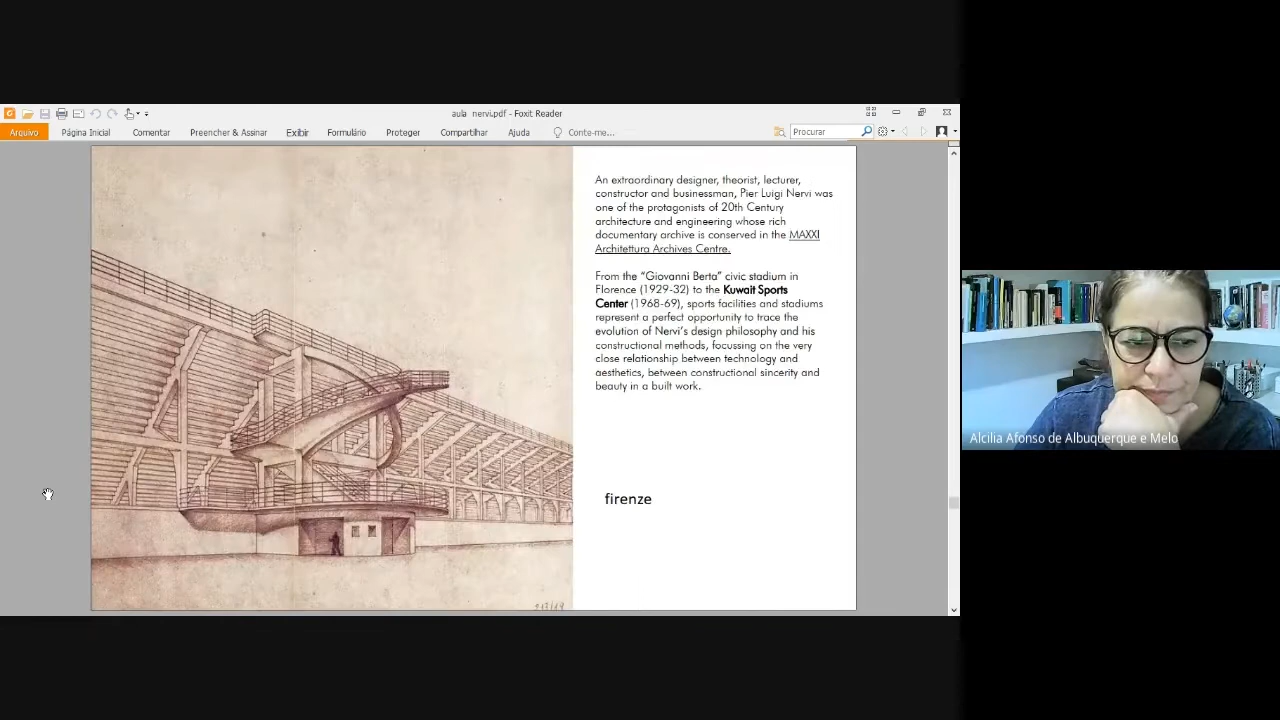 aula nervi.pdf - Foxit Reader
Arquivo
Página Inicial
Comentar
Preencher & Assinar
Exibir
Formulário
Proteger
Compartilhar
Ajuda
Conte-me...
Procurar
An extraordinary designer, theorist, lecturer,
constructor and businessman, Pier Luigi Nervi was
one of the protagonists of 20th Century
architecture and engineering whose rich
documentary archive is conserved in the MAXXI
Architettura Archives Centre.
From the “Giovanni Berta” civic stadium in
Florence (1929-32) to the Kuwait Sports
Center (1968-69), sports facilities and stadiums
represent a perfect opportunity to trace the
evolution of Nervi’s design philosophy and his
constructional methods, focussing on the very
close relationship between technology and
aesthetics, between constructional sincerity and
beauty in a built work.
firenze
Alcilia Afonso de Albuquerque e Melo